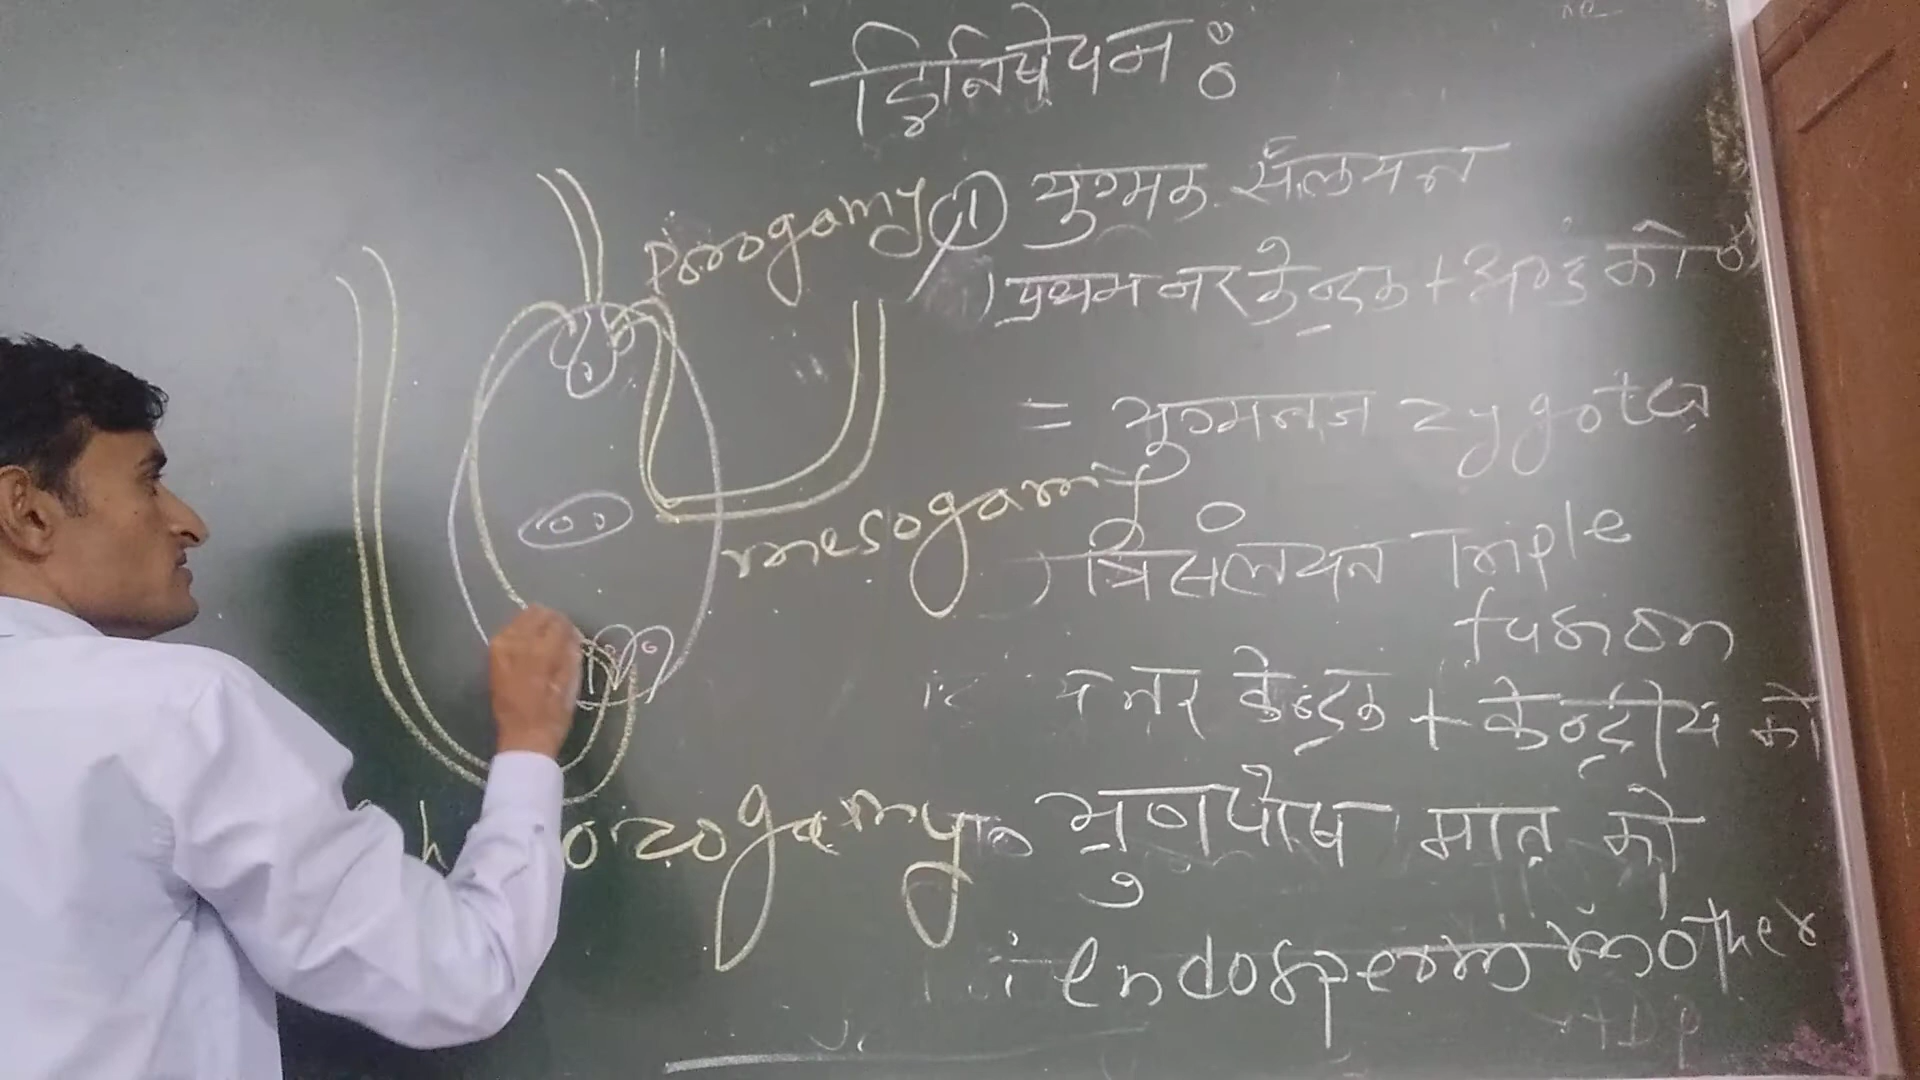 द्विनिषेचन :
Porogamy
① युग्मक संलयन
प्रथम नर केन्द्रक + अण्ड को
= युग्मनज zygote
mesogamy
त्रिसंलयन Triple
fusion
नर केन्द्रक + केन्द्रीय को
भ्रुणपोष मातृ को
endosperm mother